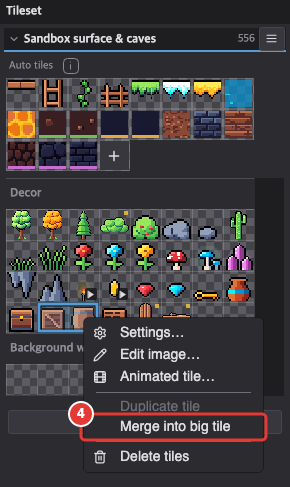 Tileset
Sandbox surface & caves 556
Auto tiles i
Decor
Background w
Settings…
Edit image…
Animated tile…
Duplicate tile
4
Merge into big tile
Delete tiles